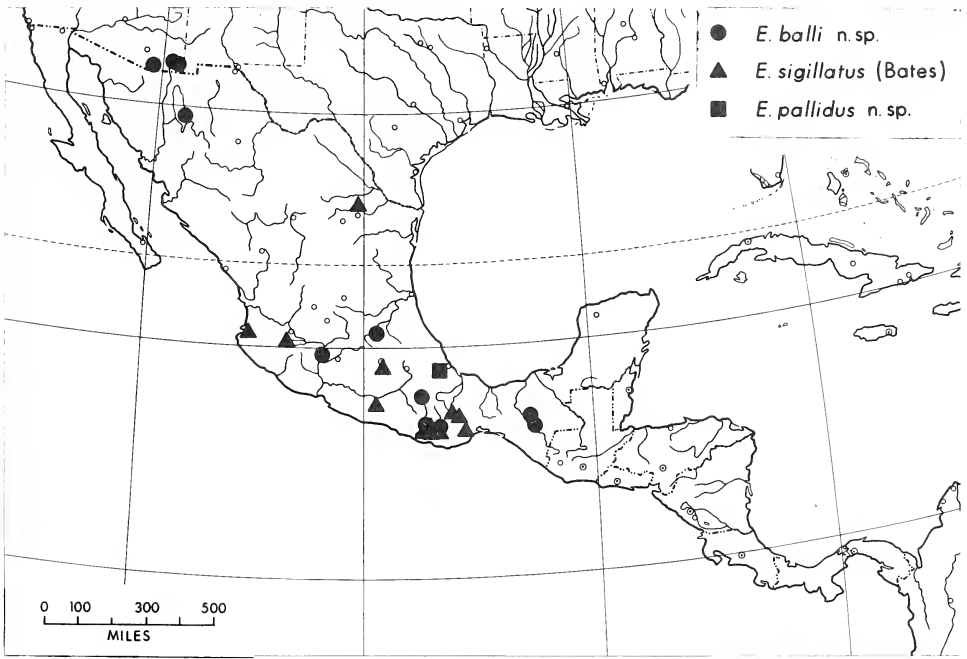 E. balli n. sp.
E. sigillatus (Bates)
E. pallidus n. sp.
0 100 300 500
MILES